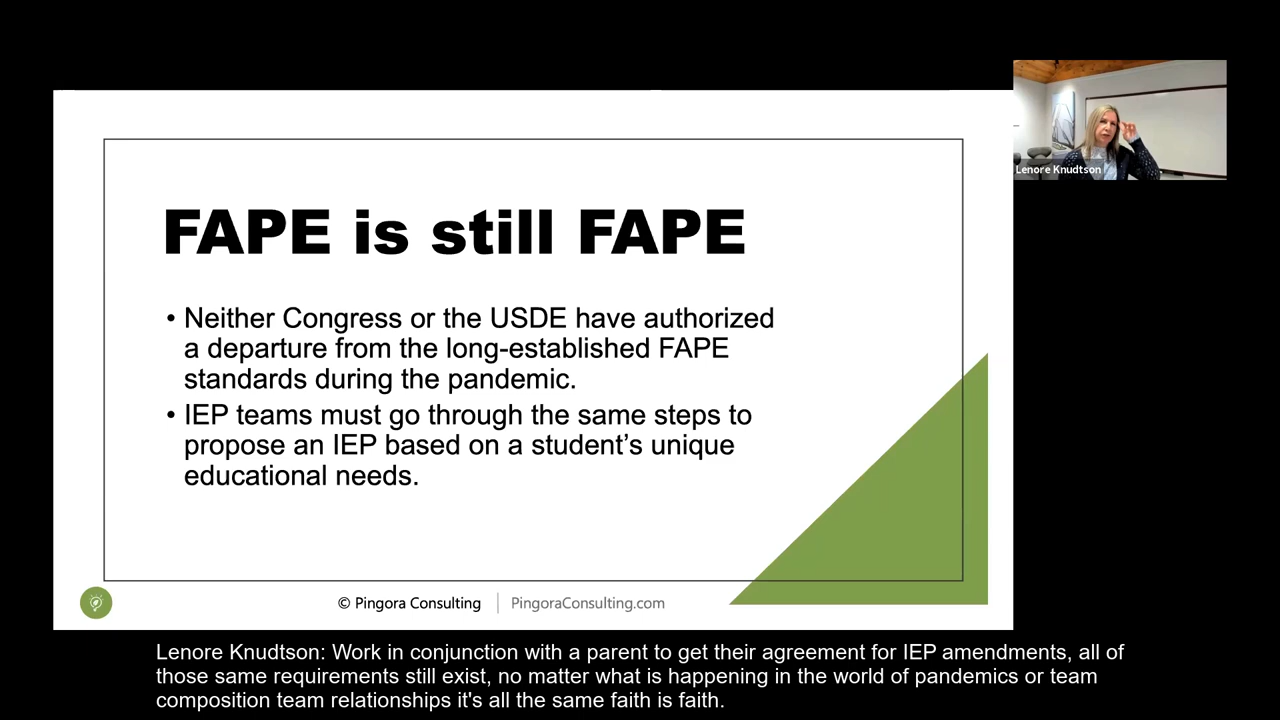 Lenore Knudtson
FAPE is still FAPE
• Neither Congress or the USDE have authorized
a departure from the long-established FAPE
standards during the pandemic.
• IEP teams must go through the same steps to
propose an IEP based on a student’s unique
educational needs.
© Pingora Consulting | PingoraConsulting.com
Lenore Knudtson: Work in conjunction with a parent to get their agreement for IEP amendments, all of
those same requirements still exist, no matter what is happening in the world of pandemics or team
composition team relationships it's all the same faith is faith.